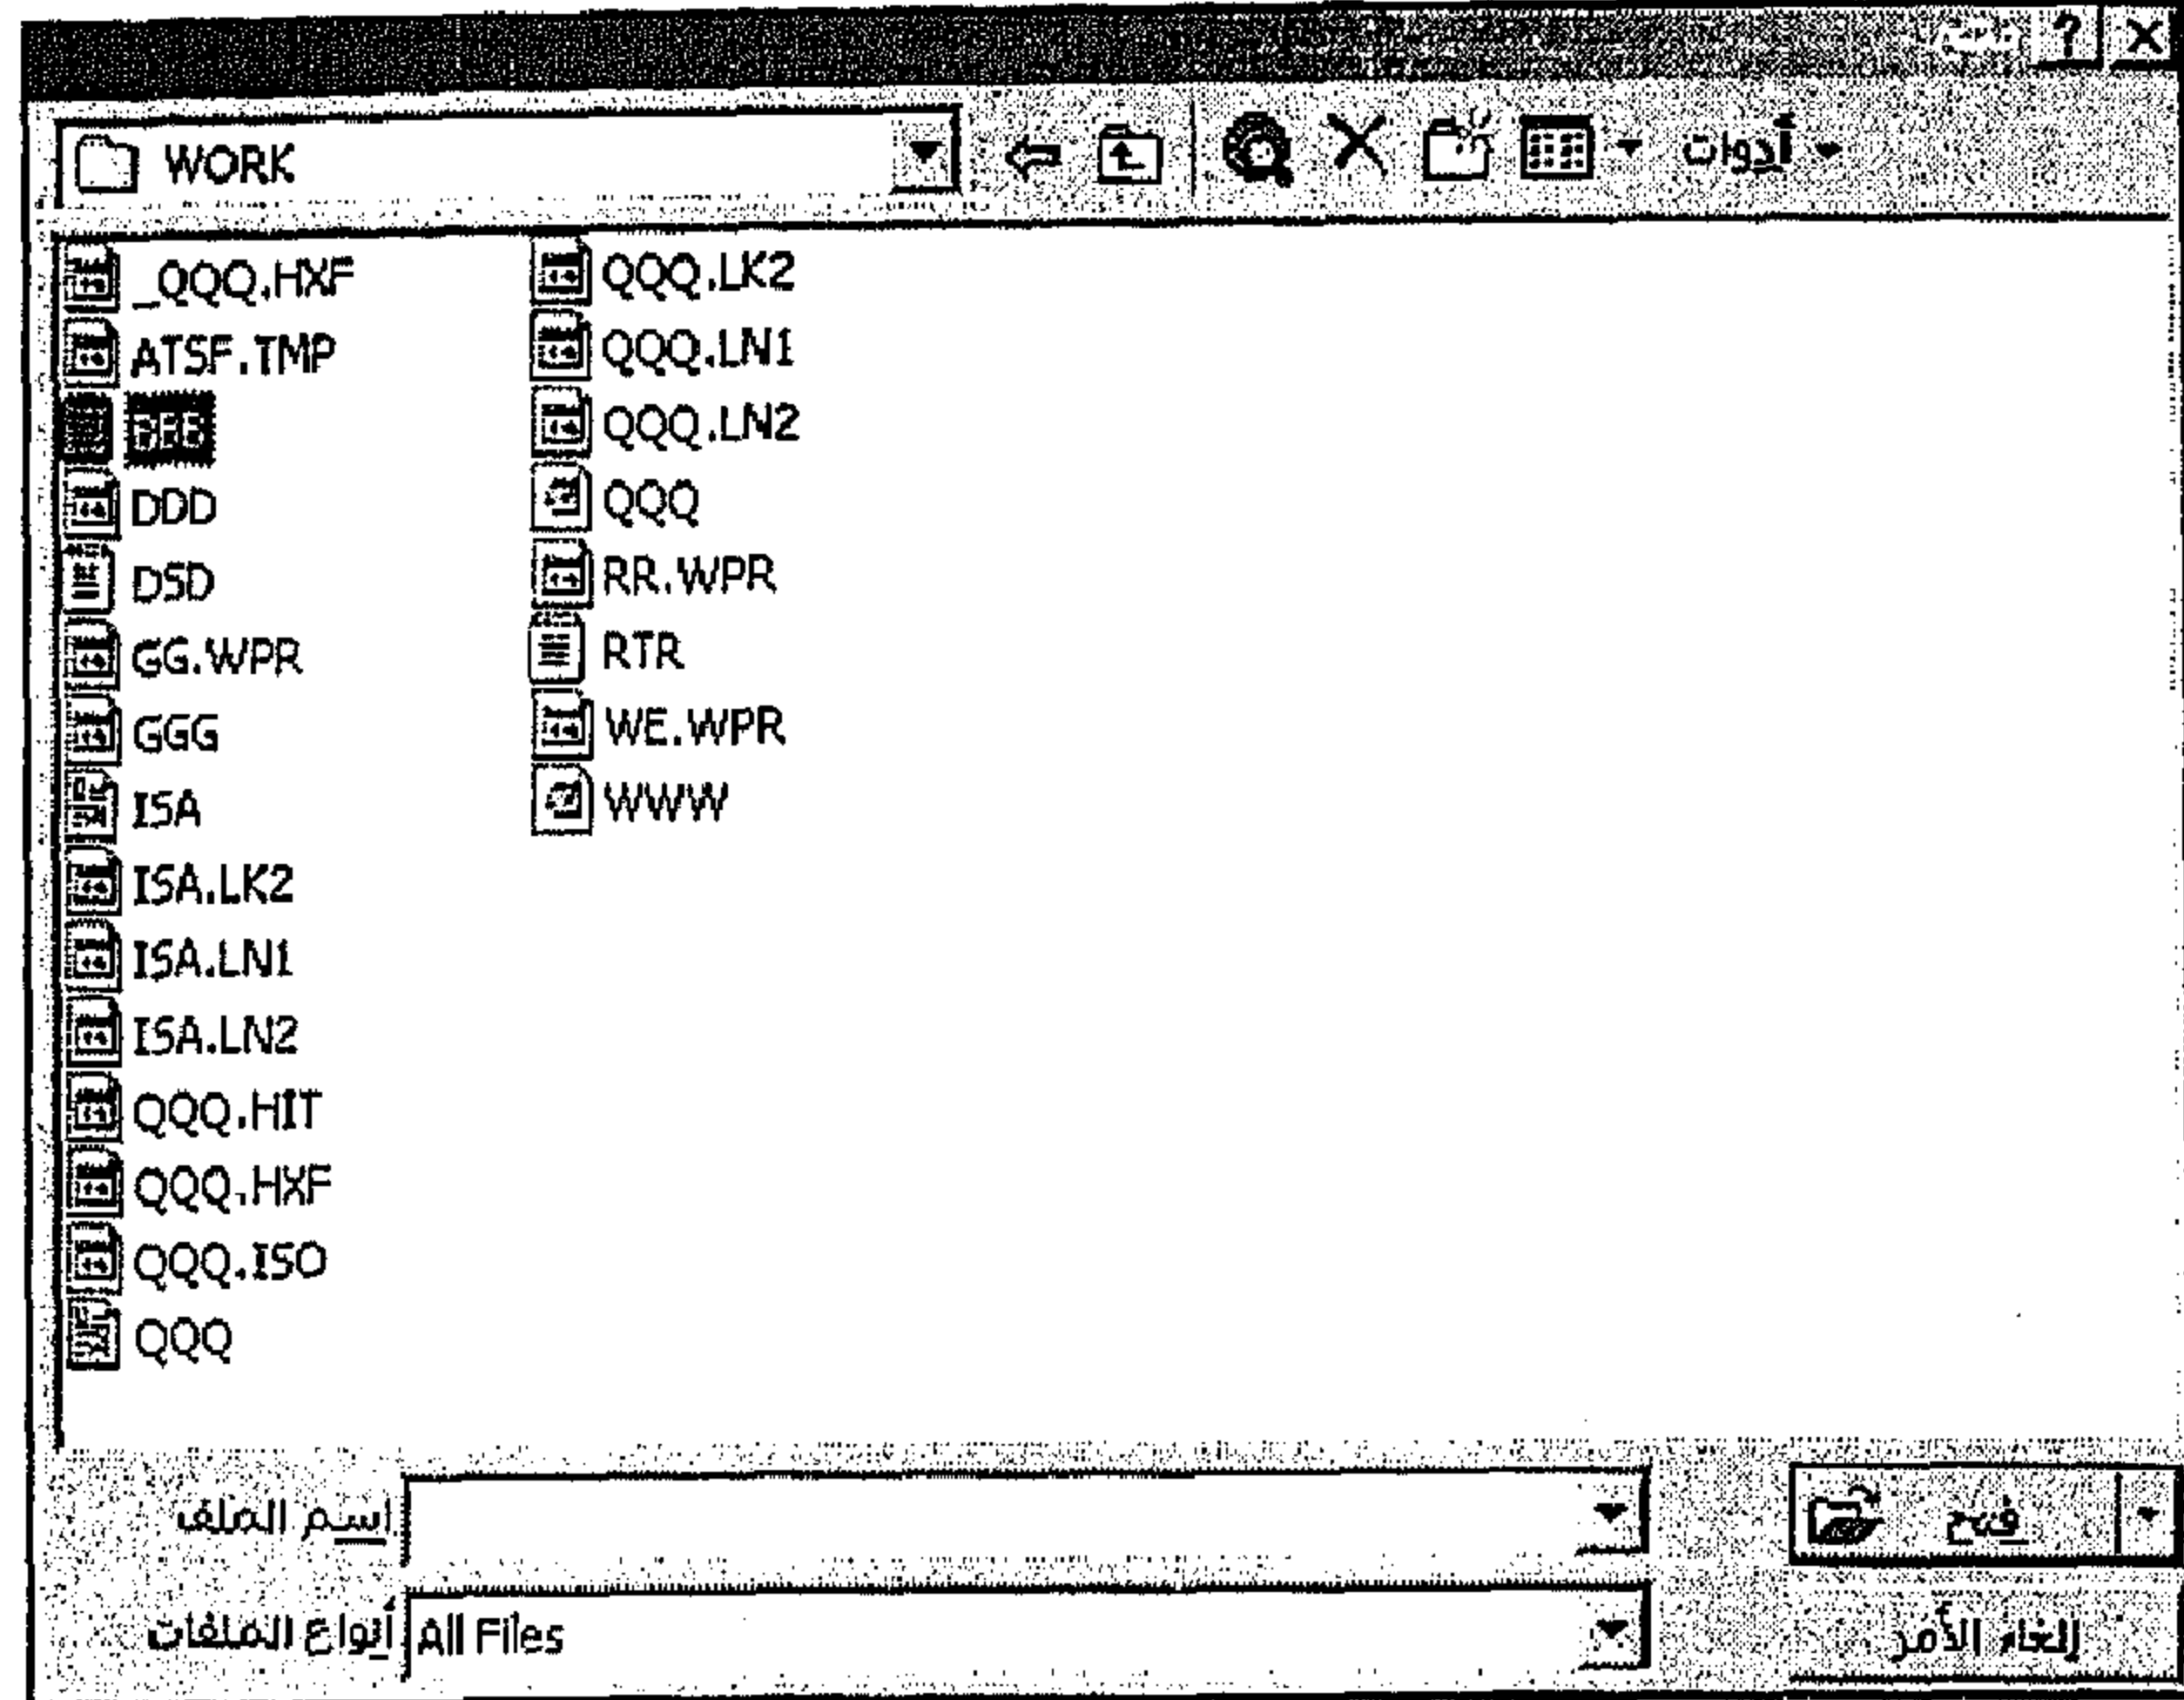 فتح
WORK
أدوات
_QQQ.HXF
ATSF.TMP
DDD
DSD
GG.WPR
GGG
ISA
ISA.LK2
ISA.LN1
ISA.LN2
QQQ.HIT
QQQ.HXF
QQQ.ISO
QQQ
QQQ.LK2
QQQ.LN1
QQQ.LN2
QQQ
RR.WPR
RTR
WE.WPR
WWW
اسم الملف
فتح
أنواع الملفات All Files
إلغاء الأمر